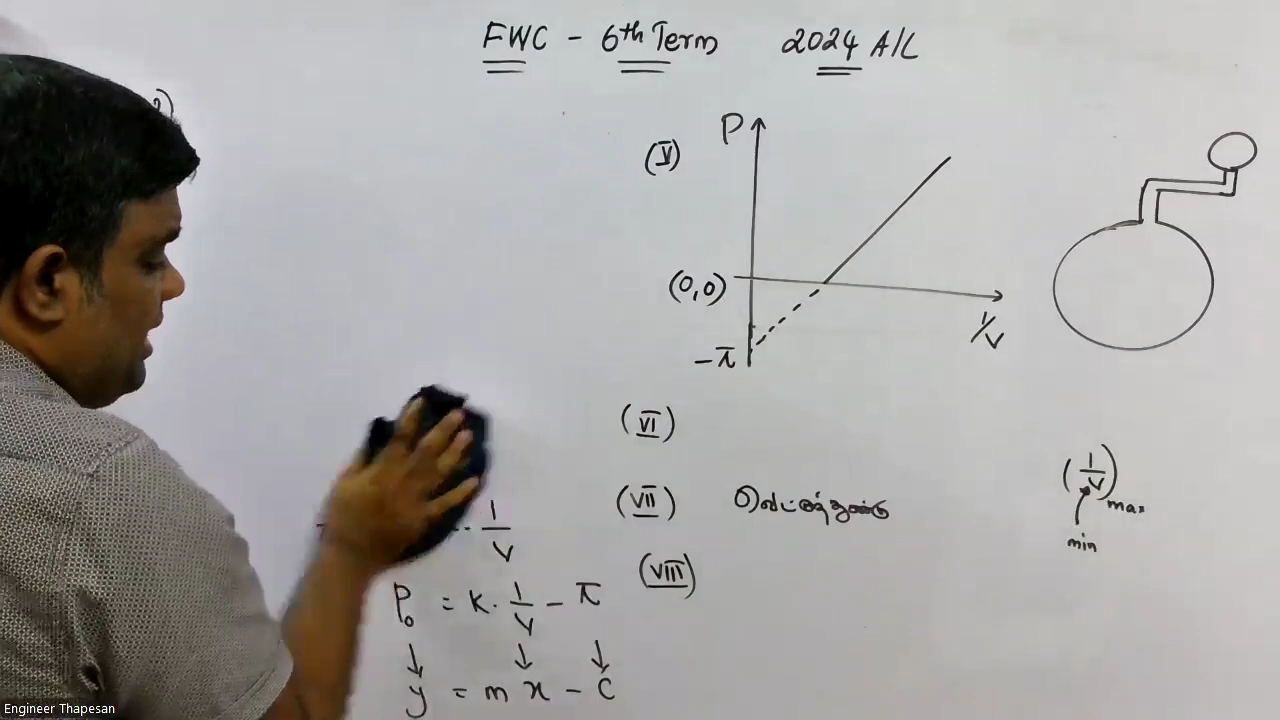 FWC - 6th Term 2024 A/L
(V)
P
(0,0)
1/V
-π
(VI)
(VII)
(1/V)max
min
1/V
(VIII)
P₀ = K · 1/V - π
↓ ↓ ↓
y = m x - C
Engineer Thapesan